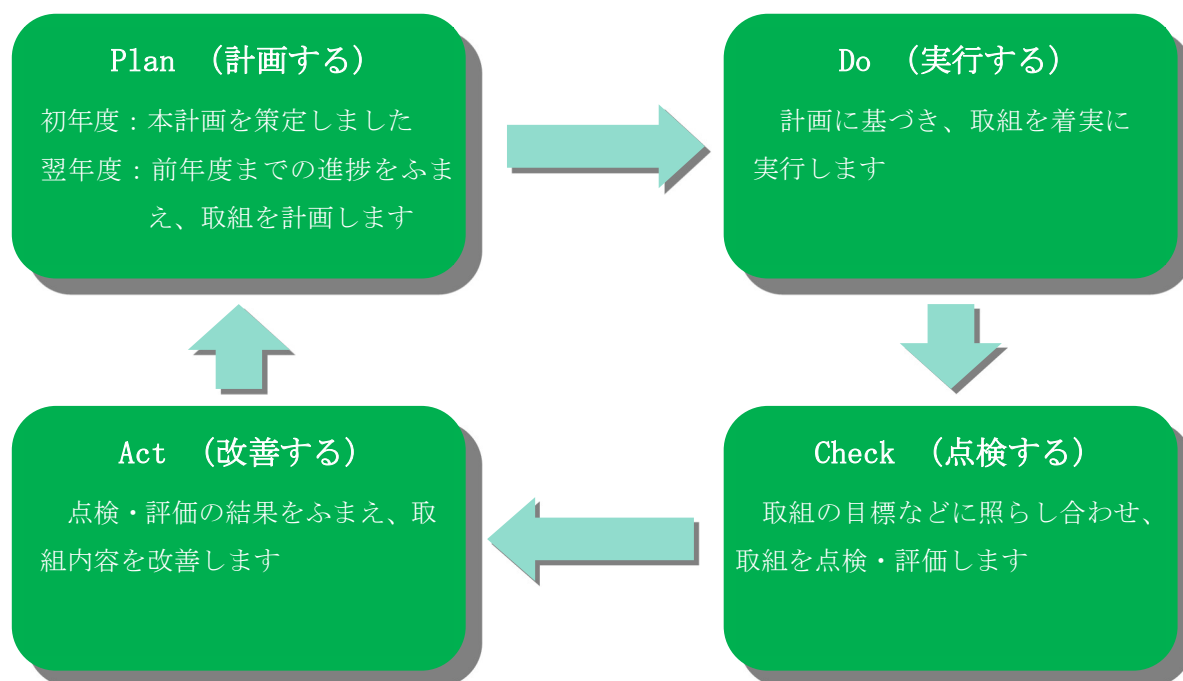 Plan （計画する）
初年度：本計画を策定しました
翌年度：前年度までの進捗をふま
え、取組を計画します
Do （実行する）
計画に基づき、取組を着実に
実行します
Act （改善する）
点検・評価の結果をふまえ、取
組内容を改善します
Check （点検する）
取組の目標などに照らし合わせ、
取組を点検・評価します